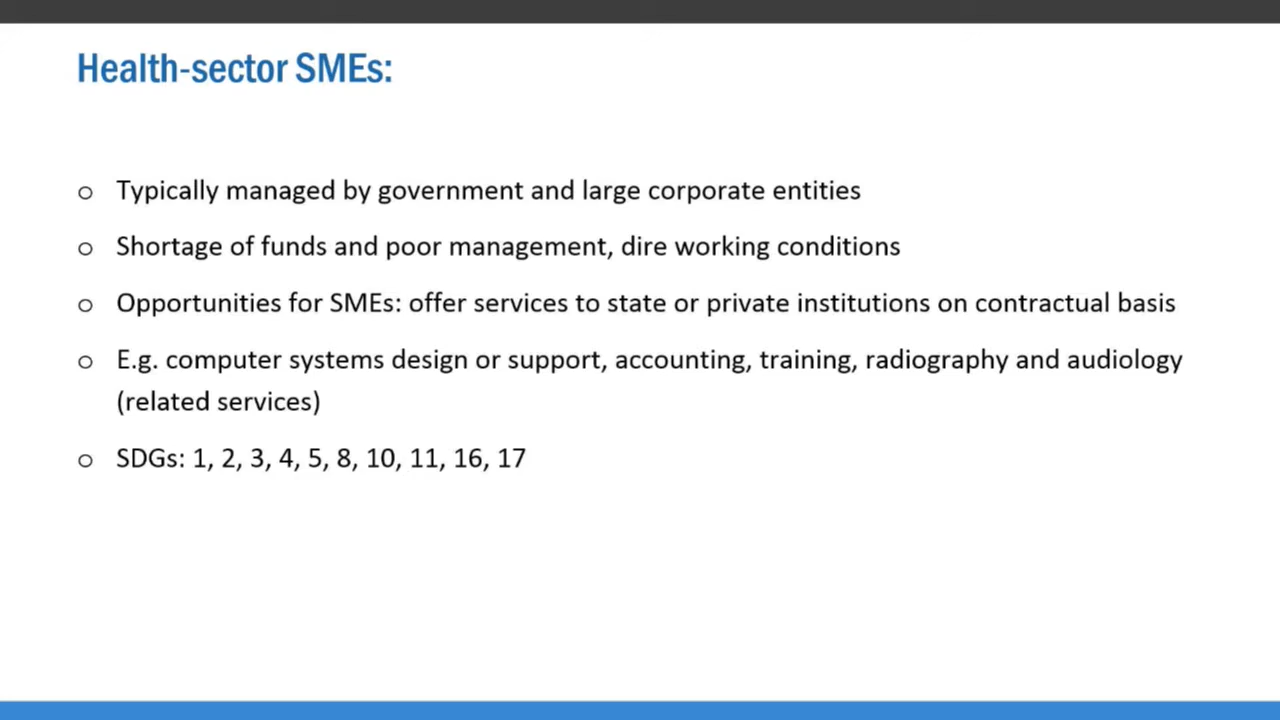 Health-sector SMEs:
o Typically managed by government and large corporate entities
o Shortage of funds and poor management, dire working conditions
o Opportunities for SMEs: offer services to state or private institutions on contractual basis
o E.g. computer systems design or support, accounting, training, radiography and audiology
(related services)
o SDGs: 1, 2, 3, 4, 5, 8, 10, 11, 16, 17